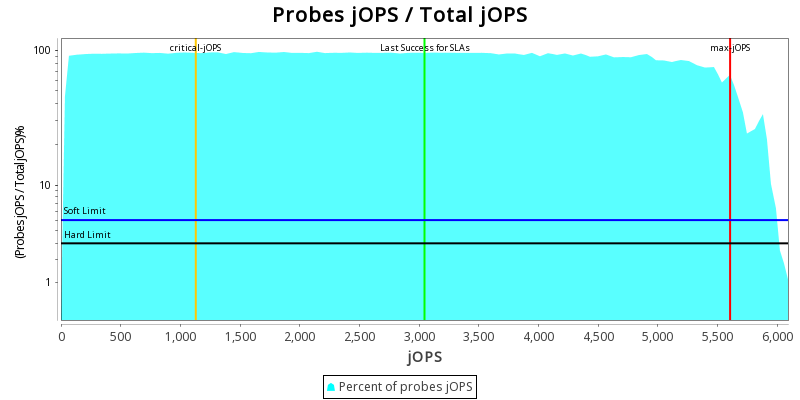 Probes jOPS / Total jOPS
(Probes jOPS / Total jOPS)%
100
10
1
critical-jOPS
Last Success for SLAs
max-jOPS
Soft Limit
Hard Limit
0 500 1,000 1,500 2,000 2,500 3,000 3,500 4,000 4,500 5,000 5,500 6,000
jOPS
Percent of probes jOPS